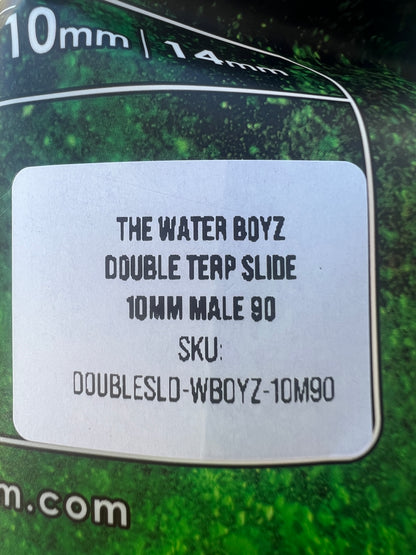 10mm | 14mm
THE WATER BOYZ
DOUBLE TERP SLIDE
10MM MALE 90
SKU:
DOUBLESLD-WBOYZ-10M90
m.com